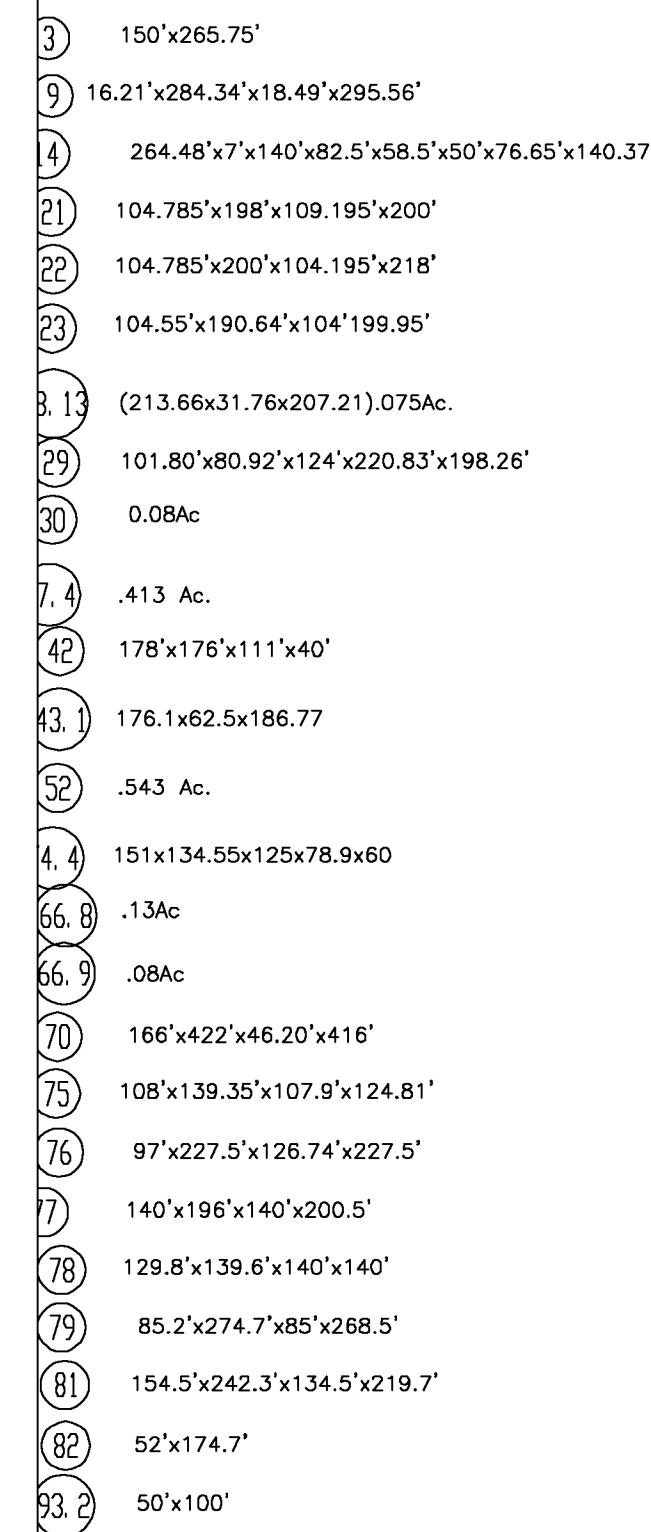 3 150'x265.75'
9 16.21'x284.34'x18.49'x295.56'
14 264.48'x7'x140'x82.5'x58.5'x50'x76.65'x140.37
21 104.785'x198'x109.195'x200'
22 104.785'x200'x104.195'x218'
23 104.55'x190.64'x104'199.95'
8.13 (213.66x31.76x207.21).075Ac.
29 101.80'x80.92'x124'x220.83'x198.26'
30 0.08Ac
7.4 .413 Ac.
42 178'x176'x111'x40'
43.1 176.1x62.5x186.77
52 .543 Ac.
4.4 151x134.55x125x78.9x60
66.8 .13Ac
66.9 .08Ac
70 166'x422'x46.20'x416'
75 108'x139.35'x107.9'x124.81'
76 97'x227.5'x126.74'x227.5'
77 140'x196'x140'x200.5'
78 129.8'x139.6'x140'x140'
79 85.2'x274.7'x85'x268.5'
81 154.5'x242.3'x134.5'x219.7'
82 52'x174.7'
93.2 50'x100'